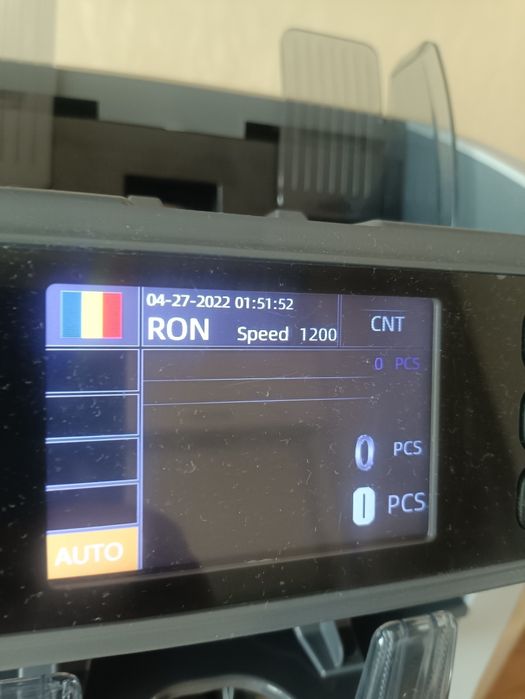 04-27-2022 01:51:52
RON Speed 1200 CNT
0 PCS
0 PCS
0 PCS
AUTO